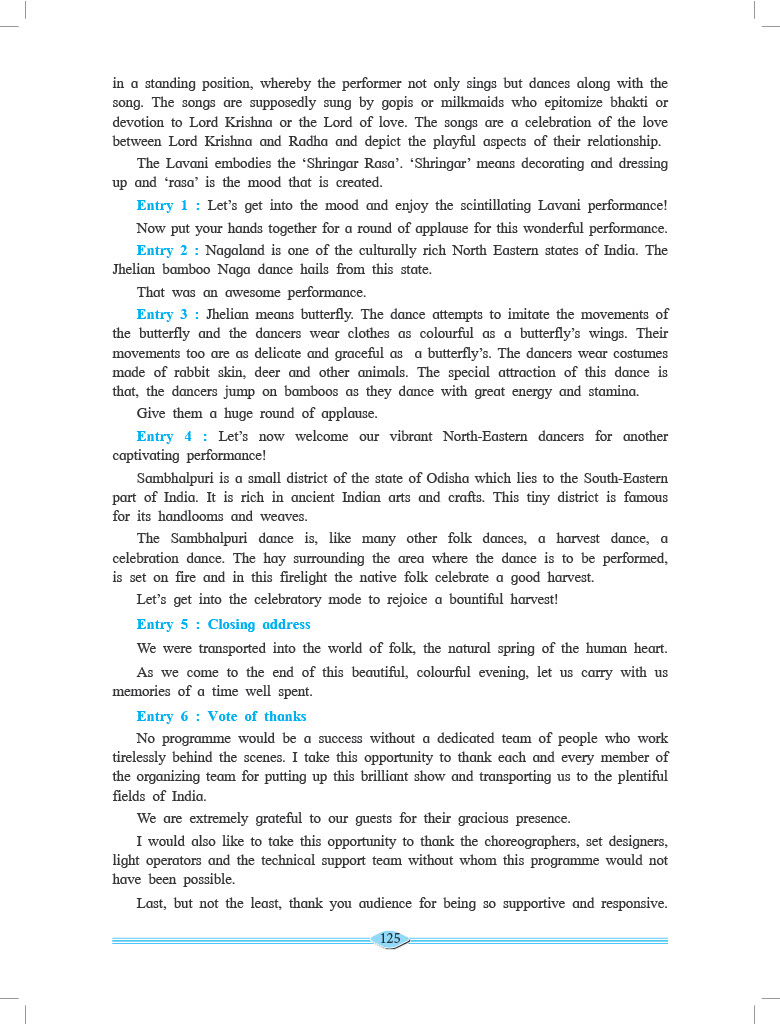 in a standing position, whereby the performer not only sings but dances along with the
song. The songs are supposedly sung by gopis or milkmaids who epitomize bhakti or
devotion to Lord Krishna or the Lord of love. The songs are a celebration of the love
between Lord Krishna and Radha and depict the playful aspects of their relationship.
The Lavani embodies the ‘Shringar Rasa’. ‘Shringar’ means decorating and dressing
up and ‘rasa’ is the mood that is created.
Entry 1 : Let’s get into the mood and enjoy the scintillating Lavani performance!
Now put your hands together for a round of applause for this wonderful performance.
Entry 2 : Nagaland is one of the culturally rich North Eastern states of India. The
Jhelian bamboo Naga dance hails from this state.
That was an awesome performance.
Entry 3 : Jhelian means butterfly. The dance attempts to imitate the movements of
the butterfly and the dancers wear clothes as colourful as a butterfly’s wings. Their
movements too are as delicate and graceful as a butterfly’s. The dancers wear costumes
made of rabbit skin, deer and other animals. The special attraction of this dance is
that, the dancers jump on bamboos as they dance with great energy and stamina.
Give them a huge round of applause.
Entry 4 : Let’s now welcome our vibrant North-Eastern dancers for another
captivating performance!
Sambhalpuri is a small district of the state of Odisha which lies to the South-Eastern
part of India. It is rich in ancient Indian arts and crafts. This tiny district is famous
for its handlooms and weaves.
The Sambhalpuri dance is, like many other folk dances, a harvest dance, a
celebration dance. The hay surrounding the area where the dance is to be performed,
is set on fire and in this firelight the native folk celebrate a good harvest.
Let’s get into the celebratory mode to rejoice a bountiful harvest!
Entry 5 : Closing address
We were transported into the world of folk, the natural spring of the human heart.
As we come to the end of this beautiful, colourful evening, let us carry with us
memories of a time well spent.
Entry 6 : Vote of thanks
No programme would be a success without a dedicated team of people who work
tirelessly behind the scenes. I take this opportunity to thank each and every member of
the organizing team for putting up this brilliant show and transporting us to the plentiful
fields of India.
We are extremely grateful to our guests for their gracious presence.
I would also like to take this opportunity to thank the choreographers, set designers,
light operators and the technical support team without whom this programme would not
have been possible.
Last, but not the least, thank you audience for being so supportive and responsive.
125